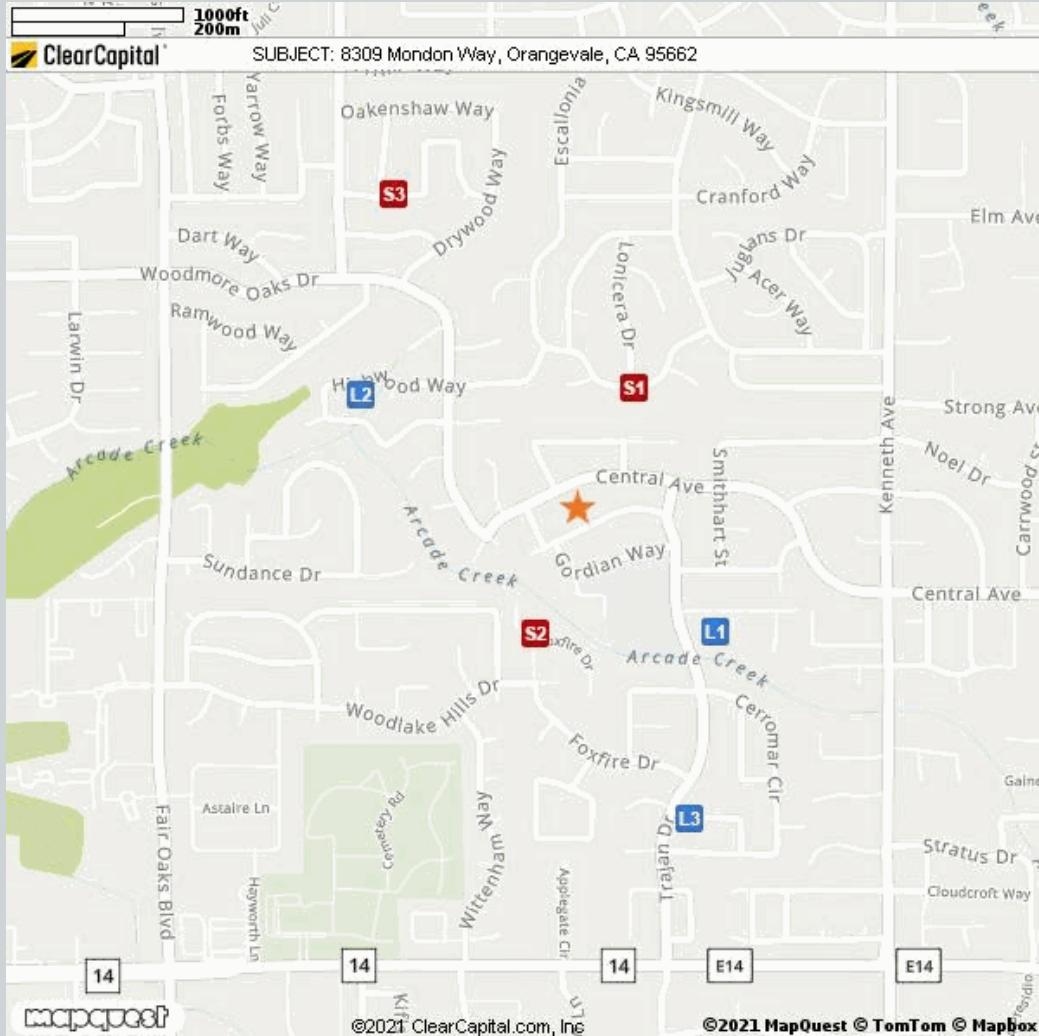 1000ft
200m
ClearCapital
SUBJECT: 8309 Mondon Way, Orangevale, CA 95662
Forbs Way
Yarrow Way
Oakenshaw Way
Escallonia
Kingsmill Way
S3
Drywood Way
Cranford Way
Elm Ave
Dart Way
Juglans Dr
Lonicera Dr
Acer Way
Woodmore Oaks Dr
Ramwood Way
Larwin Dr
L2
S1
Kenneth Ave
Strong Ave
Arcade Creek
Noel Dr
Central Ave
Smithhart St
Arcade Creek
Gordian Way
Sundance Dr
Central Ave
S2
L1
Arcade Creek
Woodlake Hills Dr
Cerromar Cir
Foxfire Dr
Astaire Ln
Cemetery Rd
Wittenham Way
Fair Oaks Blvd
L3
Trajan Dr
Hayworth Ln
Applegate Cir
Stratus Dr
Cloudcroft Way
14
14
14
E14
E14
mapquest
©2021 ClearCapital.com, Inc
©2021 MapQuest © TomTom © Mapbox